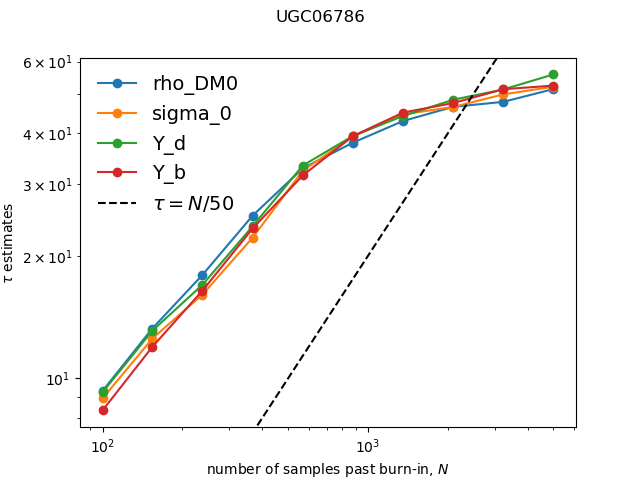 UGC06786
6 × 10¹
4 × 10¹
3 × 10¹
2 × 10¹
10¹
τ estimates
rho_DM0
sigma_0
Y_d
Y_b
τ = N/50
10² 10³
number of samples past burn-in, N